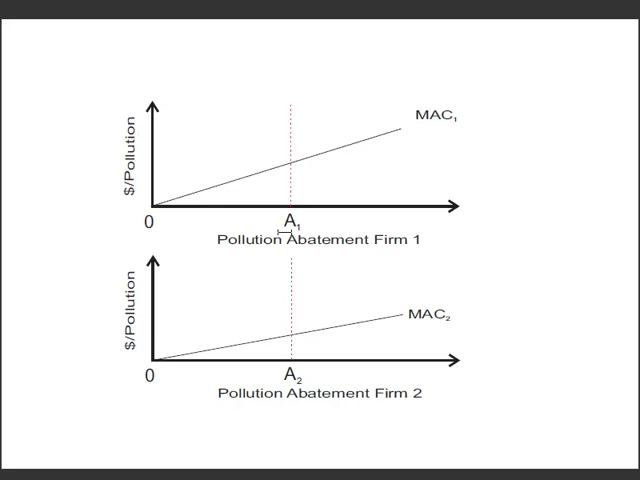 MAC₁
$/Pollution
0
A₁
Pollution Abatement Firm 1
MAC₂
$/Pollution
0
A₂
Pollution Abatement Firm 2